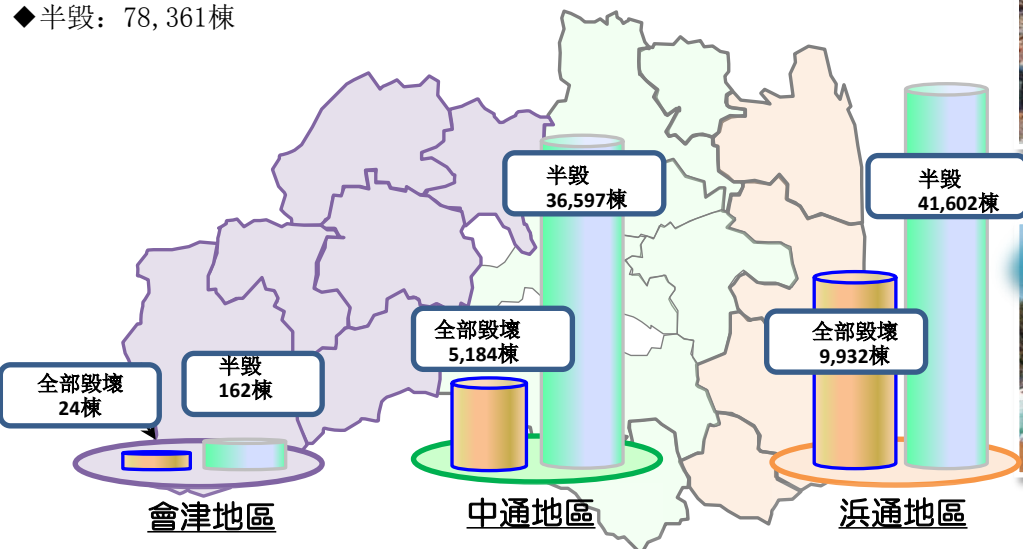 ◆半毀：78,361棟
半毀
36,597棟
半毀
41,602棟
全部毀壞
5,184棟
全部毀壞
9,932棟
全部毀壞
24棟
半毀
162棟
會津地區
中通地區
浜通地區